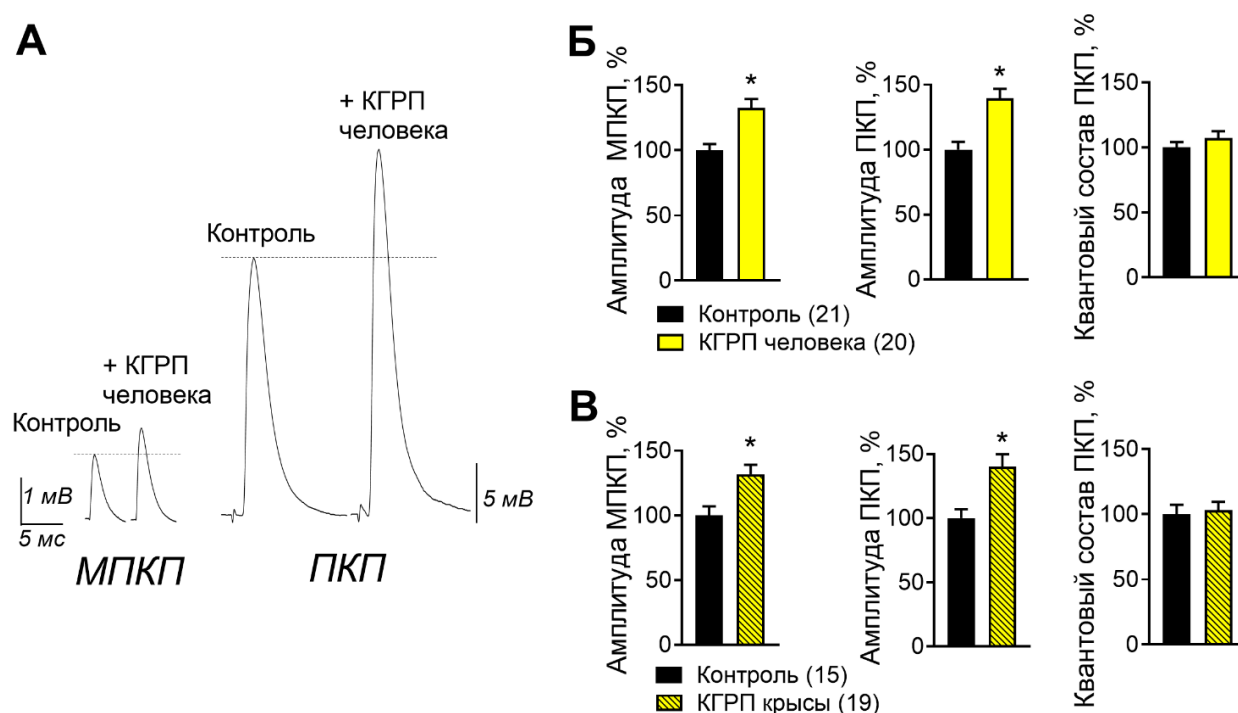 А
+ КГРП
человека
Контроль
+ КГРП
человека
Контроль
1 мВ
5 мс
5 мВ
МПКП
ПКП
Б
Амплитуда МПКП, %
150
100
50
0
*
Амплитуда ПКП, %
150
100
50
0
*
Квантовый состав ПКП, %
150
100
50
0
Контроль (21)
КГРП человека (20)
В
Амплитуда МПКП, %
150
100
50
0
*
Амплитуда ПКП, %
150
100
50
0
*
Квантовый состав ПКП, %
150
100
50
0
Контроль (15)
КГРП крысы (19)